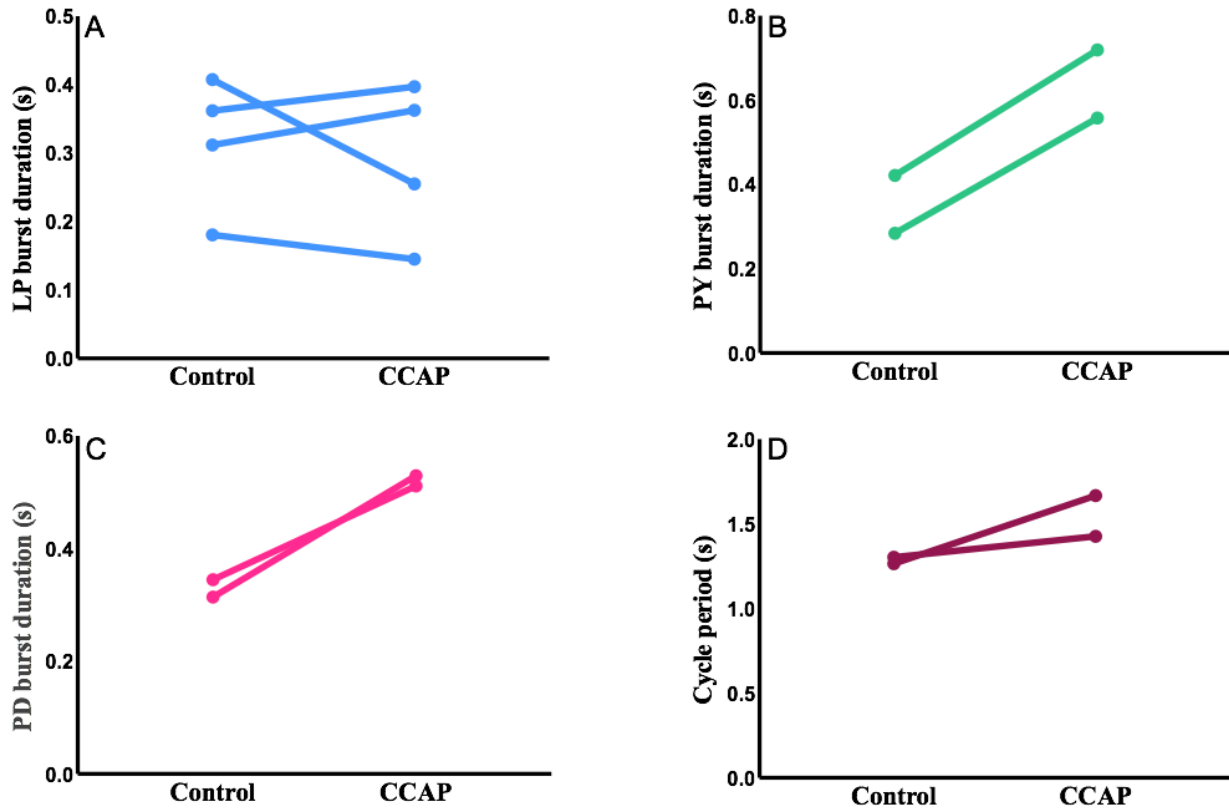 A
LP burst duration (s)
0.5
0.4
0.3
0.2
0.1
0.0
Control CCAP
B
PY burst duration (s)
0.8
0.6
0.4
0.2
0.0
Control CCAP
C
PD burst duration (s)
0.6
0.4
0.2
0.0
Control CCAP
D
Cycle period (s)
2.0
1.5
1.0
0.5
0.0
Control CCAP